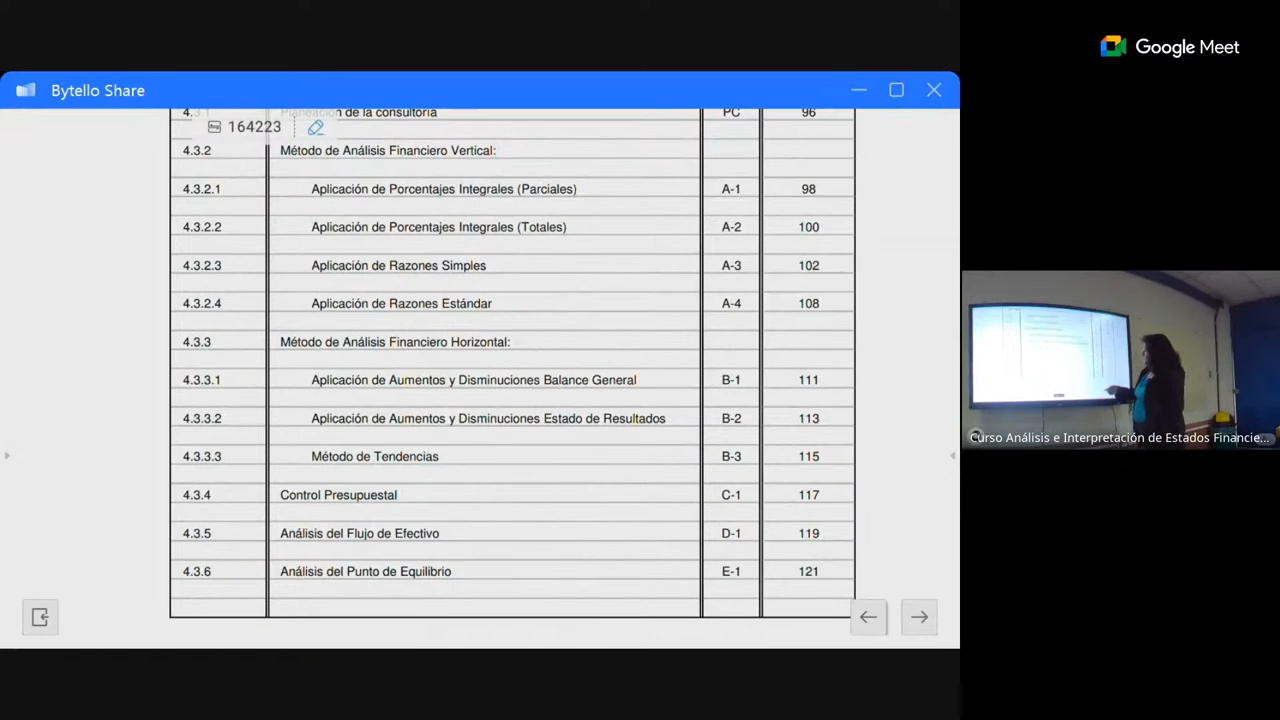 Google Meet
Bytello Share
4.3.1 Planeación de la consultoría PC 96
164223
4.3.2 Método de Análisis Financiero Vertical:
4.3.2.1 Aplicación de Porcentajes Integrales (Parciales) A-1 98
4.3.2.2 Aplicación de Porcentajes Integrales (Totales) A-2 100
4.3.2.3 Aplicación de Razones Simples A-3 102
4.3.2.4 Aplicación de Razones Estándar A-4 108
4.3.3 Método de Análisis Financiero Horizontal:
4.3.3.1 Aplicación de Aumentos y Disminuciones Balance General B-1 111
4.3.3.2 Aplicación de Aumentos y Disminuciones Estado de Resultados B-2 113
4.3.3.3 Método de Tendencias B-3 115
4.3.4 Control Presupuestal C-1 117
4.3.5 Análisis del Flujo de Efectivo D-1 119
4.3.6 Análisis del Punto de Equilibrio E-1 121
Curso Análisis e Interpretación de Estados Financie...